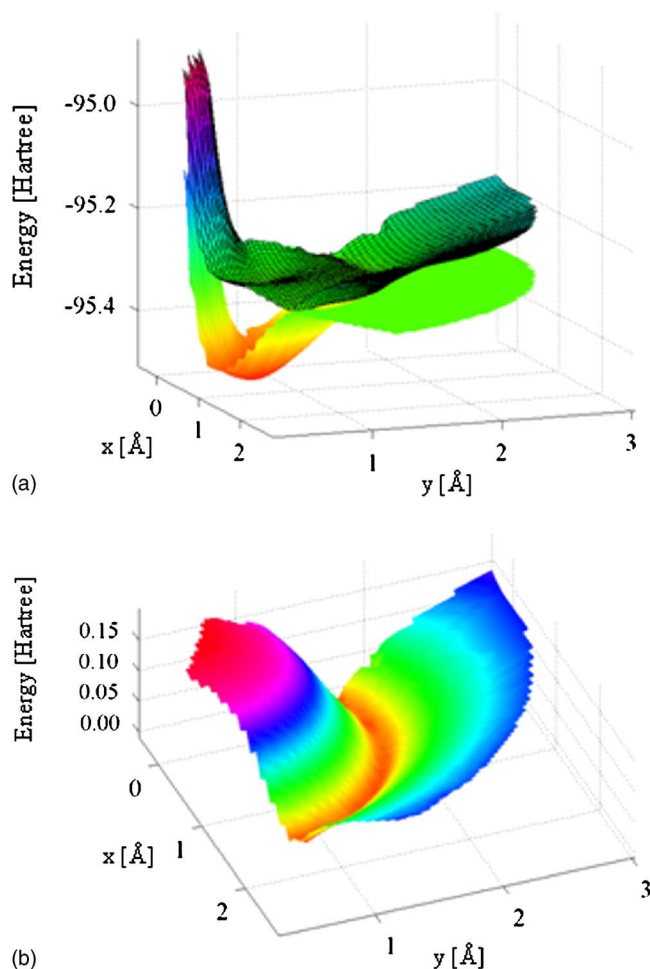 Energy [Hartree]
-95.0
-95.2
-95.4
0
1
2
x [Å]
1
2
3
y [Å]
(a)
Energy [Hartree]
0.15
0.10
0.05
0.00
0
1
2
x [Å]
1
2
3
y [Å]
(b)